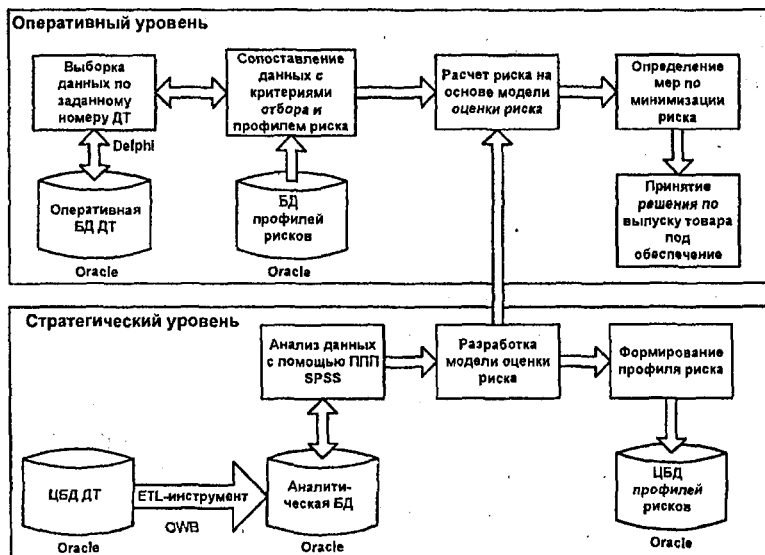 Оперативный уровень
Выборка
данных по
заданному
номеру ДТ
Сопоставление
данных с
критериями
отбора и
профилем риска
Расчет риска на
основе модели
оценки риска
Определение
мер по
минимизации
риска
Delphi
Оперативная
БД ДТ
Oracle
БД
профилей
рисков
Oracle
Принятие
решения по
выпуску товара
под
обеспечение
Стратегический уровень
Анализ данных
с помощью ППП
SPSS
Разработка
модели оценки
риска
Формирование
профиля риска
ЦБД ДТ
Oracle
ETL-инструмент
OWB
Аналити-
ческая БД
Oracle
ЦБД
профилей
рисков
Oracle